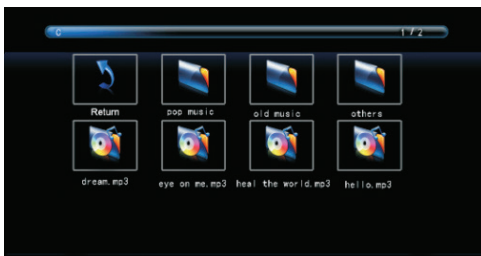 C
1 / 2
Return pop music old music others
dream.mp3 eye on me.mp3 heal the world.mp3 hello.mp3